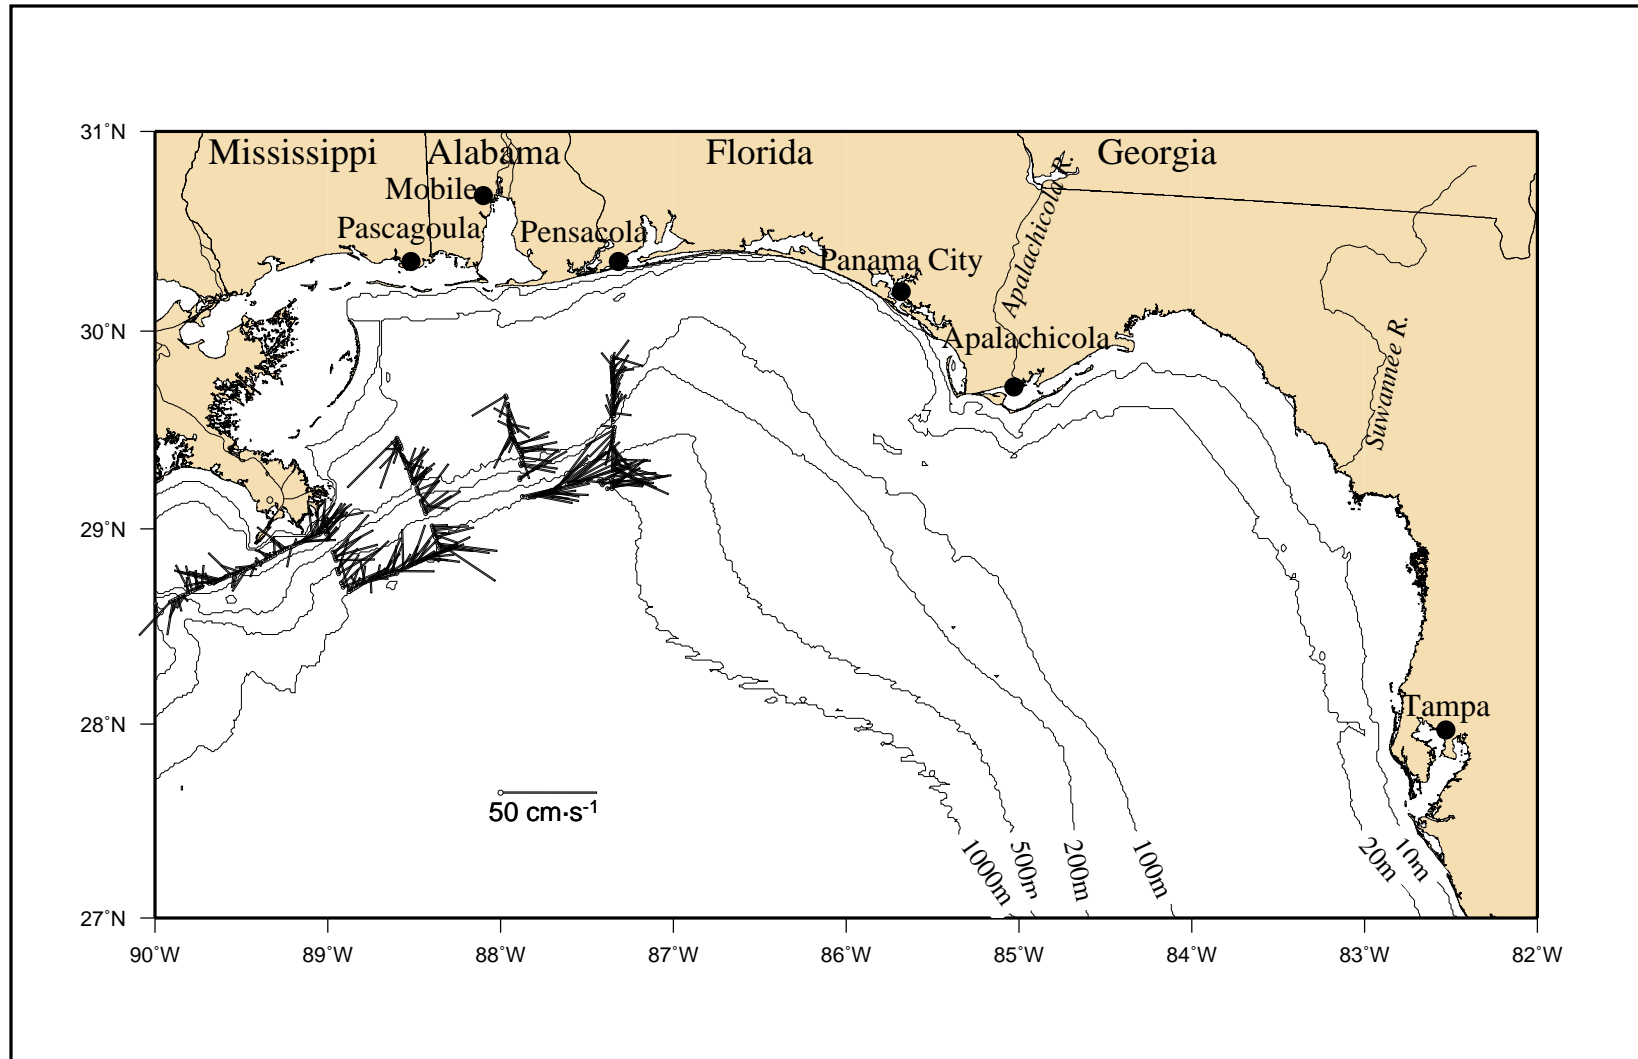 31°N
Mississippi Alabama Florida Georgia
Mobile
Apalachicola R.
Pascagoula Pensacola
Panama City
30°N
Apalachicola
Suwannee R.
29°N
28°N
Tampa
50 cm·s-1
1000m 500m 200m 100m 20m 10m
27°N
90°W 89°W 88°W 87°W 86°W 85°W 84°W 83°W 82°W